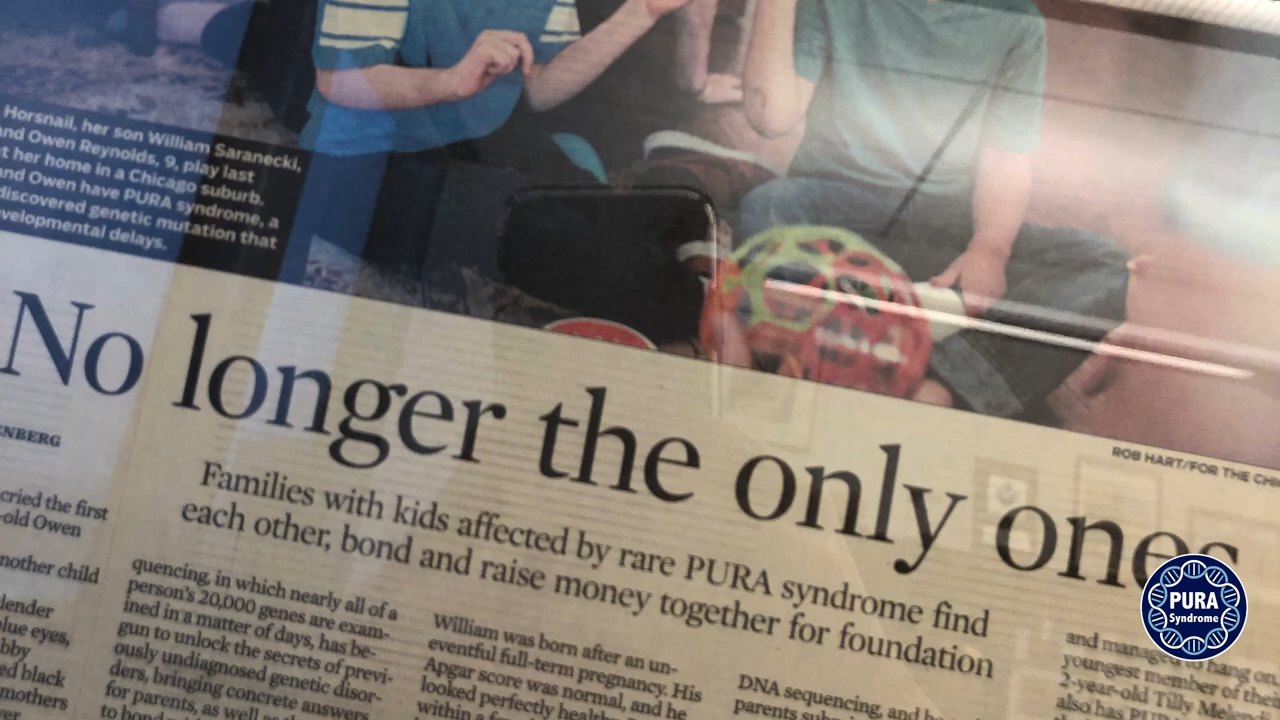 Horsnail, her son William Saranecki,
and Owen Reynolds, 9, play last
her home in a Chicago suburb.
and Owen have PURA syndrome, a
discovered genetic mutation that
developmental delays.
ROB HART/FOR THE
No longer the only ones
Families with kids affected by rare PURA syndrome find
each other, bond and raise money together for foundation
ENBERG
cried the first
-old Owen
another child
blue eyes,
black
mothers
quencing, in which nearly all of a
person's 20,000 genes are exam-
ined in a matter of days, has be-
gun to unlock the secrets of previ-
ously undiagnosed genetic disor-
ders, bringing concrete answers
for parents, as well as
to bond
William was born after an un-
eventful full-term pregnancy. His
Apgar score was normal, and he
looked perfectly healthy
within a
DNA sequencing, and
parents
and managed to hang on
youngest member of their
2-year-old Tilly
also has
PURA
Syndrome